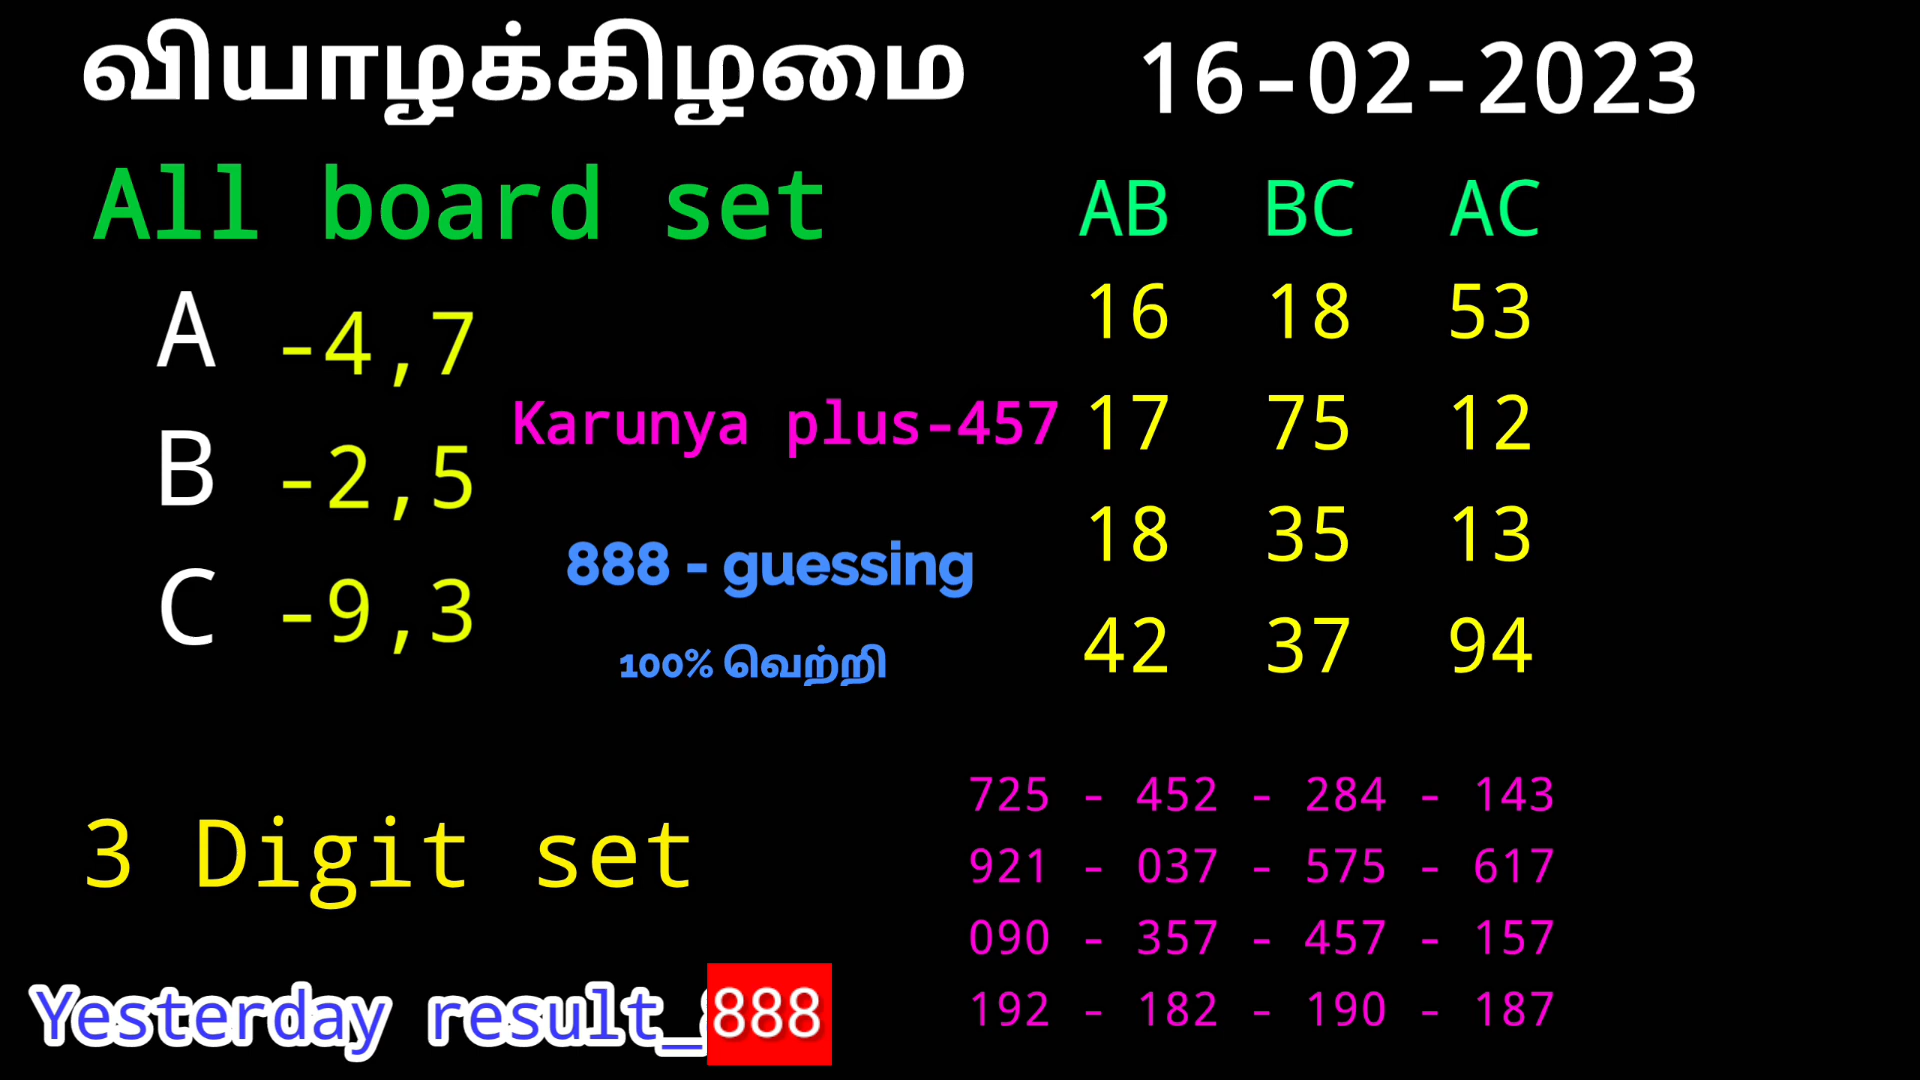 வியாழக்கிழமை 16-02-2023
All board set AB BC AC
A -4,7 16 18 53
Karunya plus-457 17 75 12
B -2,5
888 - guessing 18 35 13
C -9,3
100% வெற்றி 42 37 94
725 - 452 - 284 - 143
3 Digit set 921 - 037 - 575 - 617
090 - 357 - 457 - 157
Yesterday result_888 192 - 182 - 190 - 187